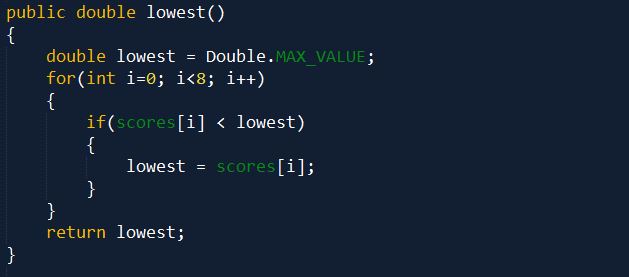 public double lowest()
{
    double lowest = Double.MAX_VALUE;
    for(int i=0; i<8; i++)
    {
        if(scores[i] < lowest)
        {
            lowest = scores[i];
        }
    }
    return lowest;
}